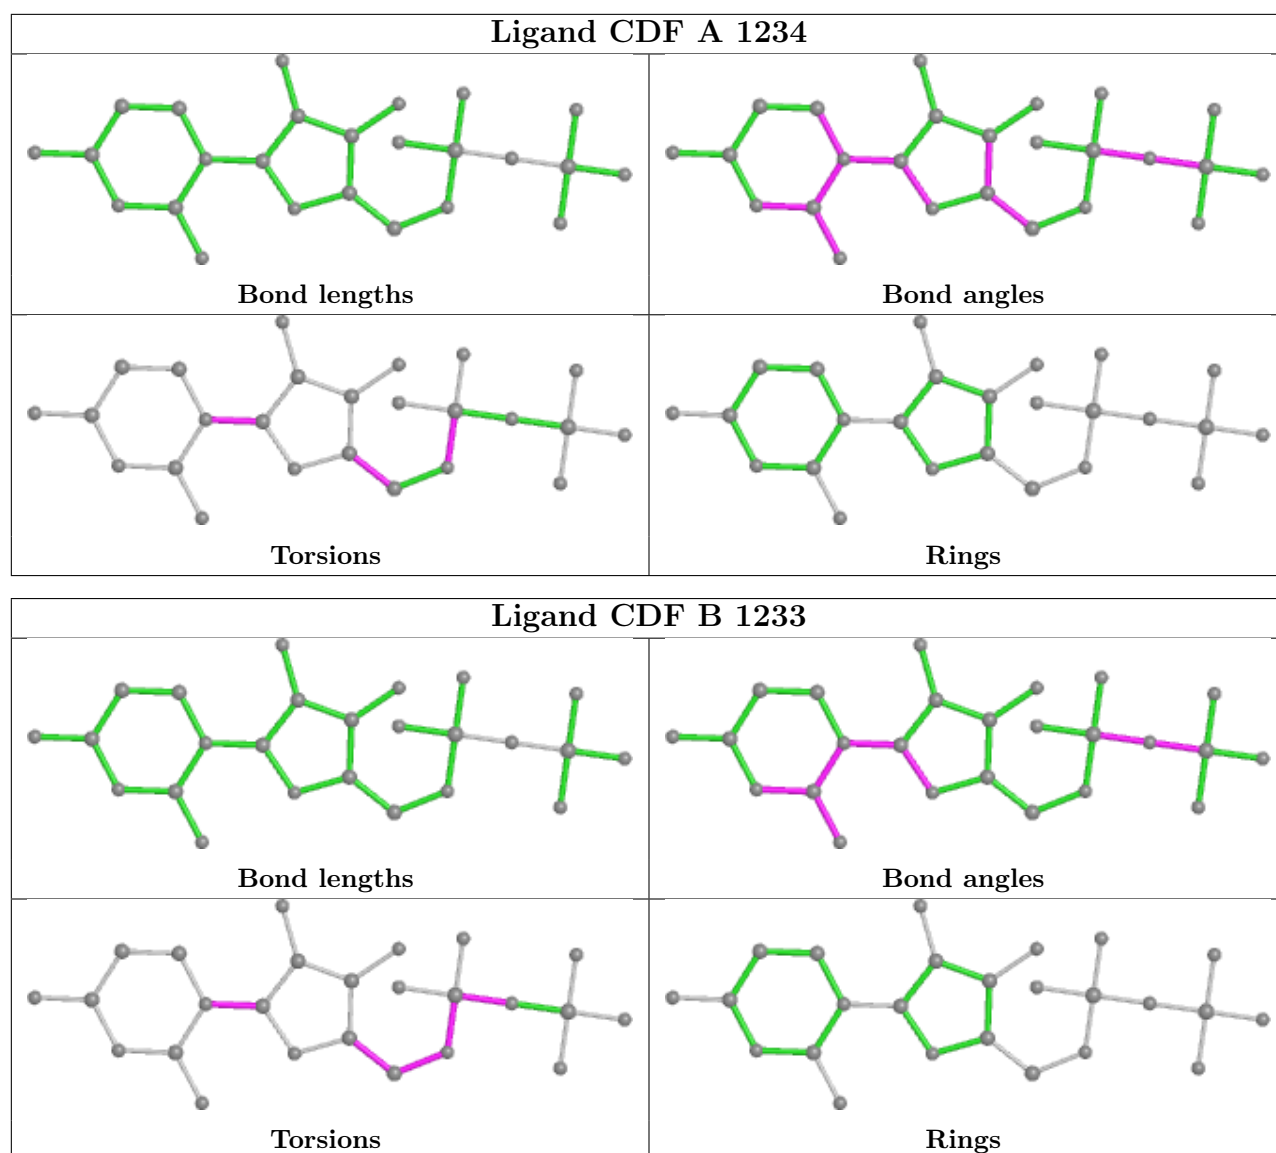 Ligand CDF A 1234
Bond lengths
Bond angles
Torsions
Rings
Ligand CDF B 1233
Bond lengths
Bond angles
Torsions
Rings